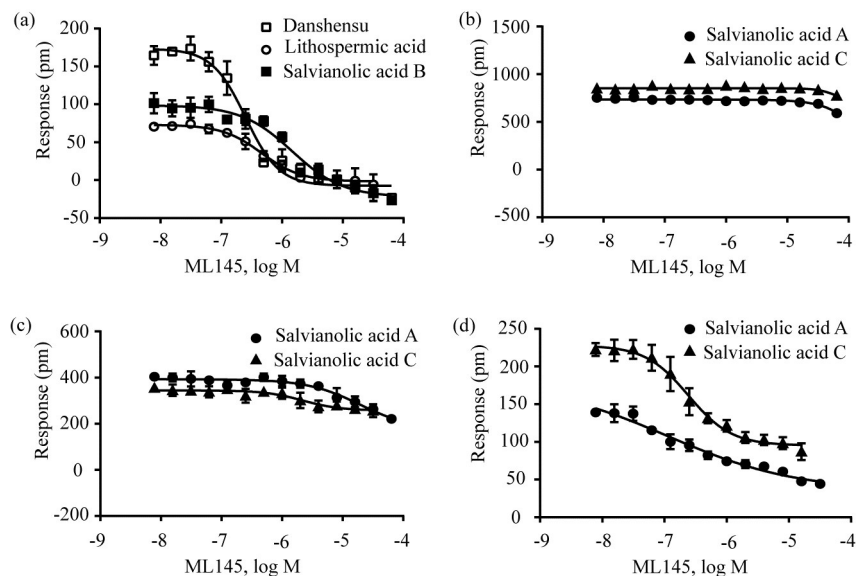 (a)
Danshensu
Lithospermic acid
Salvianolic acid B
200
150
100
50
0
-50
Response (pm)
-9 -8 -7 -6 -5 -4
ML145, log M
(b)
Salvianolic acid A
Salvianolic acid C
1500
1000
500
0
-500
Response (pm)
-9 -8 -7 -6 -5 -4
ML145, log M
(c)
Salvianolic acid A
Salvianolic acid C
600
400
200
0
-200
Response (pm)
-9 -8 -7 -6 -5 -4
ML145, log M
(d)
Salvianolic acid A
Salvianolic acid C
250
200
150
100
50
0
Response (pm)
-9 -8 -7 -6 -5 -4
ML145, log M